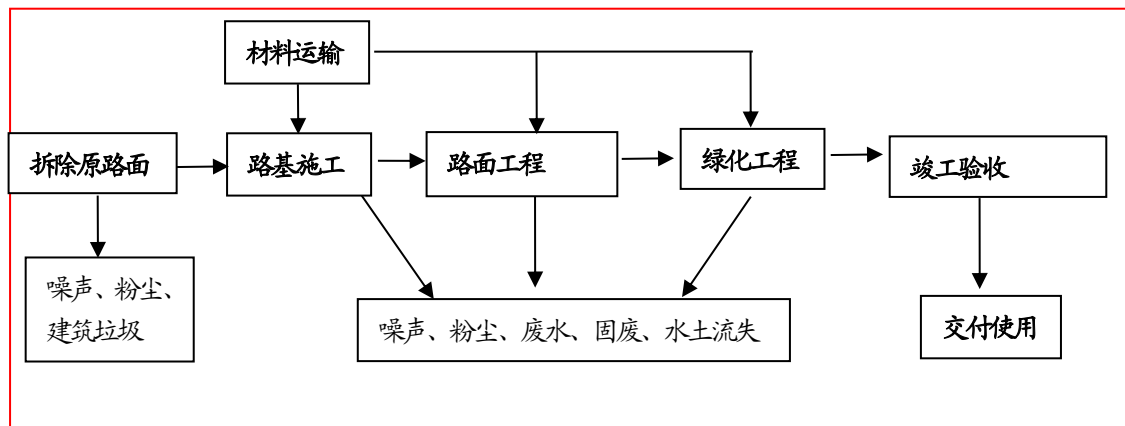 材料运输
拆除原路面
路基施工
路面工程
绿化工程
竣工验收
噪声、粉尘、
建筑垃圾
噪声、粉尘、废水、固废、水土流失
交付使用